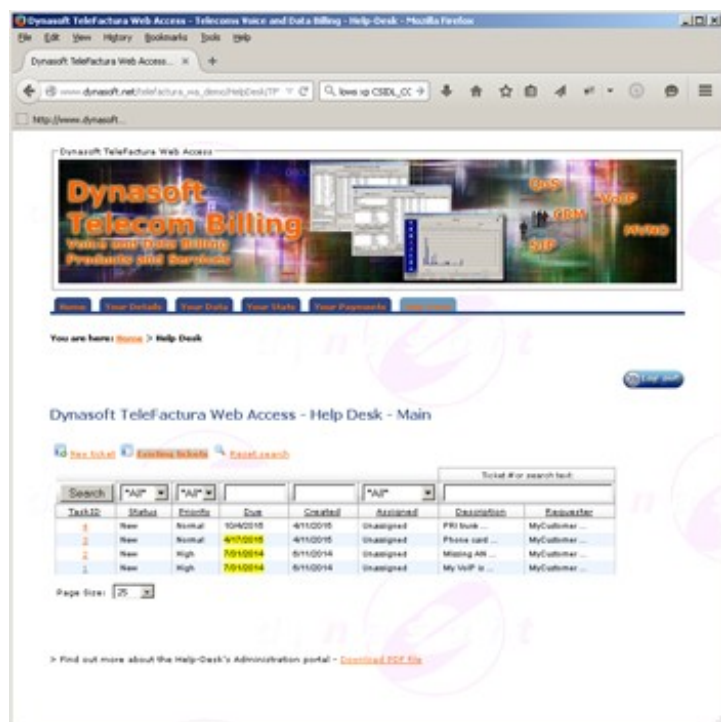 Dynasoft TeleFactura Web Access - Telecoms Voice and Data Billing - Help-Desk - Mozilla Firefox
File Edit View History Bookmarks Tools Help
Dynasoft TeleFactura Web Access...
www.dynasoft.net/telefactura_wa_demo/HelpDesk/TF
http://www.dynasoft...
Dynasoft TeleFactura Web Access
Dynasoft
Telecom Billing
Voice and Data Billing
Products and Services
QoS
VoIP
CRM
MVNO
SIP
Home Your Details Your Data Your Stats Your Payments
You are here: Home > Help Desk
Log out
Dynasoft TeleFactura Web Access - Help Desk - Main
New ticket Existing tickets Reset search
Ticket # or search text:
Search "All" "All" "All"
TaskID Status Priority Due Created Assigned Description Requester
4 New Normal 10/4/2015 4/11/2015 Unassigned PRI trunk ... MyCustomer ...
3 New Normal 4/17/2015 4/11/2015 Unassigned Phone card ... MyCustomer ...
2 New High 7/31/2014 6/11/2014 Unassigned Missing ANI ... MyCustomer ...
1 New High 7/31/2014 6/11/2014 Unassigned My VoIP is ... MyCustomer ...
Page Size: 25
> Find out more about the Help-Desk's Administration portal - Download PDF file